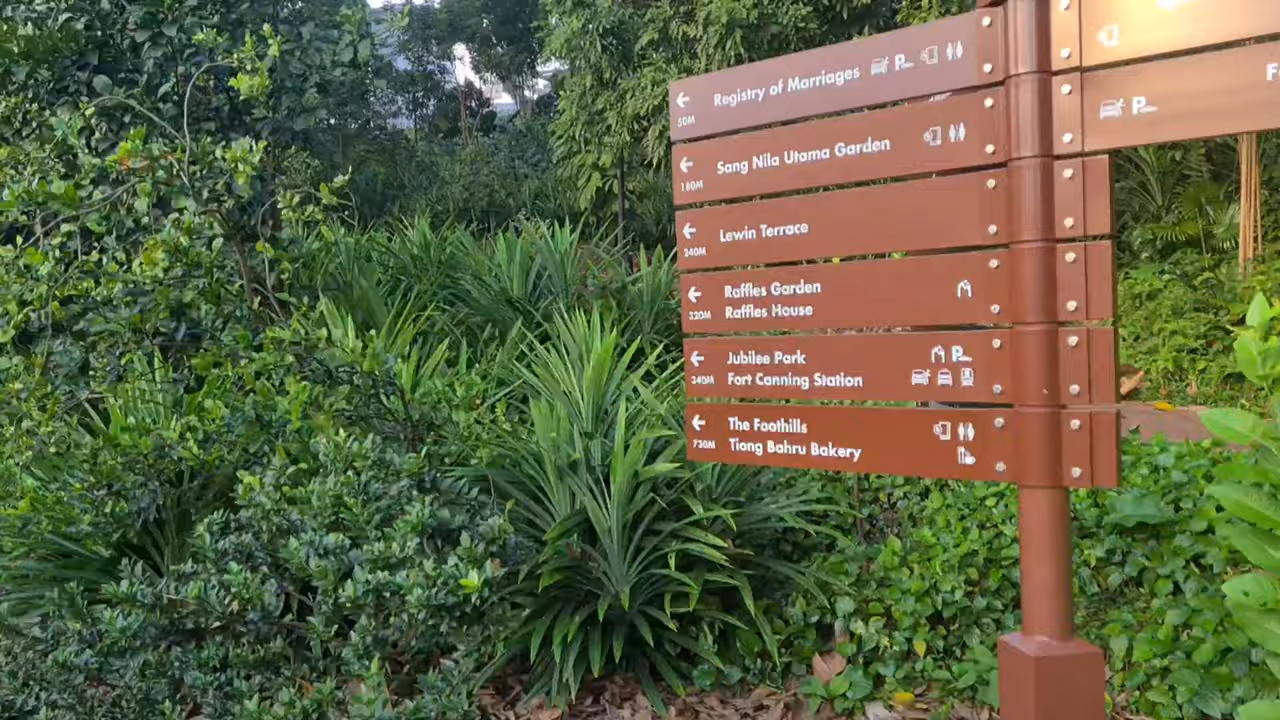 Registry of Marriages
50M
Sang Nila Utama Garden
180M
Lewin Terrace
240M
Raffles Garden
Raffles House
320M
Jubilee Park
Fort Canning Station
340M
The Foothills
Tiong Bahru Bakery
730M